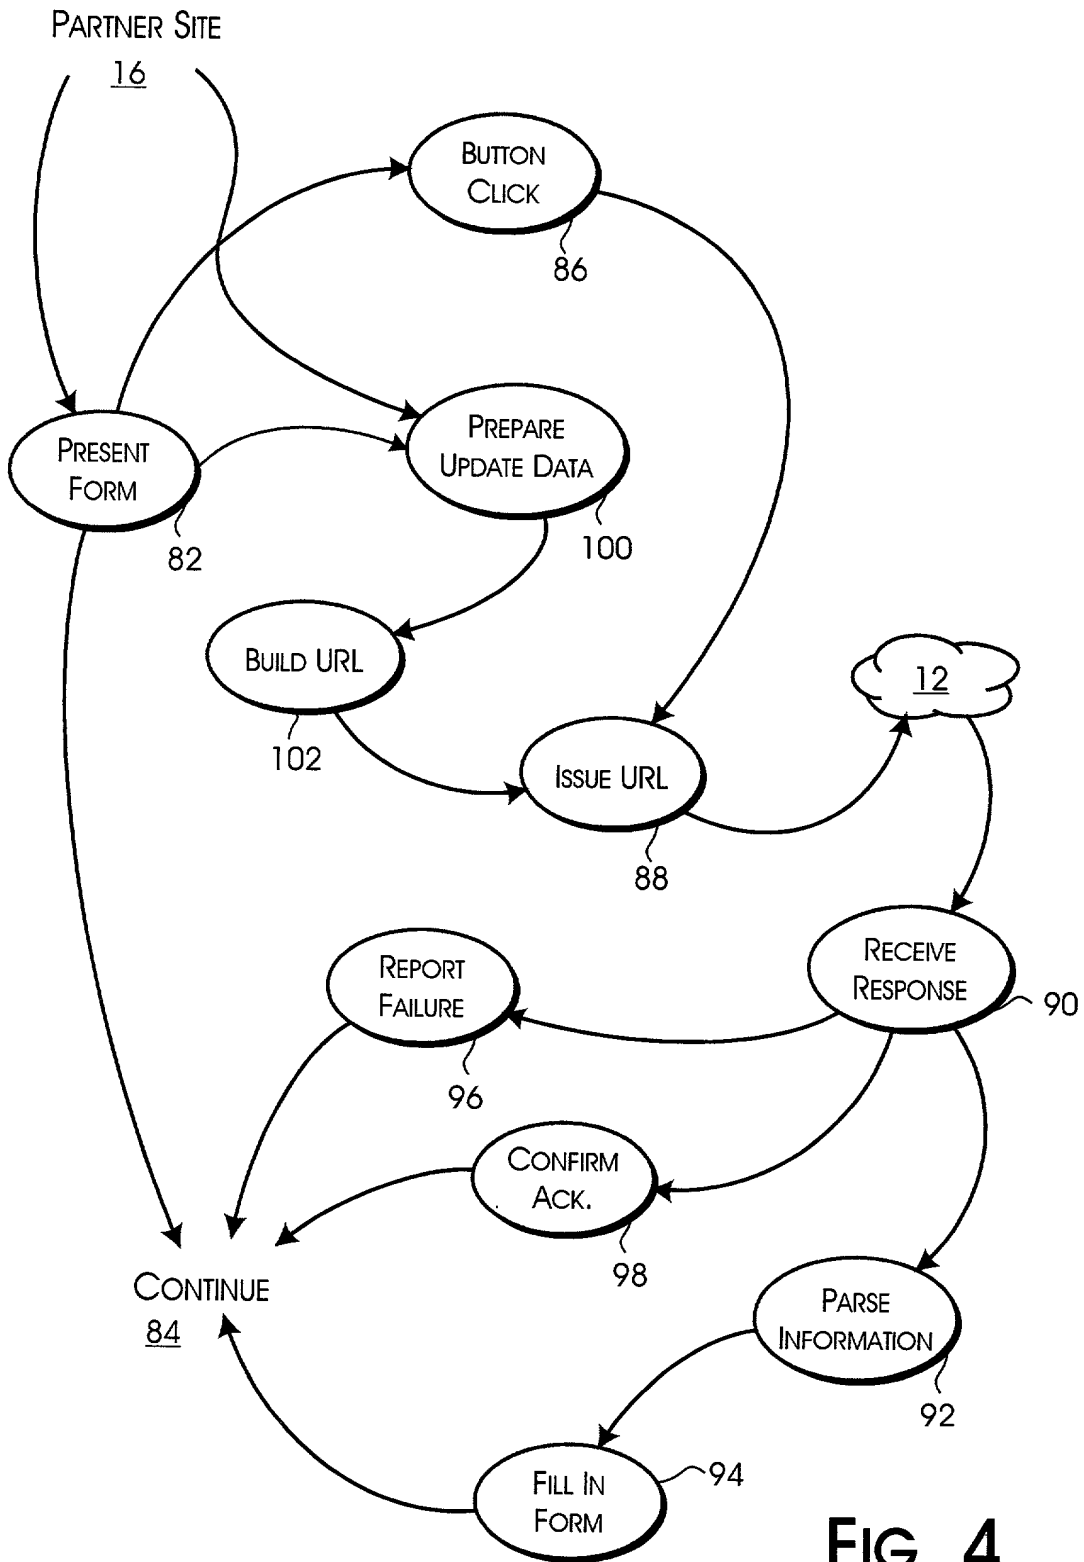 PARTNER SITE
16
BUTTON
CLICK
86
PREPARE
UPDATE DATA
100
PRESENT
FORM
82
BUILD URL
102
12
ISSUE URL
88
RECEIVE
RESPONSE
90
REPORT
FAILURE
96
CONFIRM
ACK.
98
CONTINUE
84
PARSE
INFORMATION
92
FILL IN
FORM
94
FIG. 4